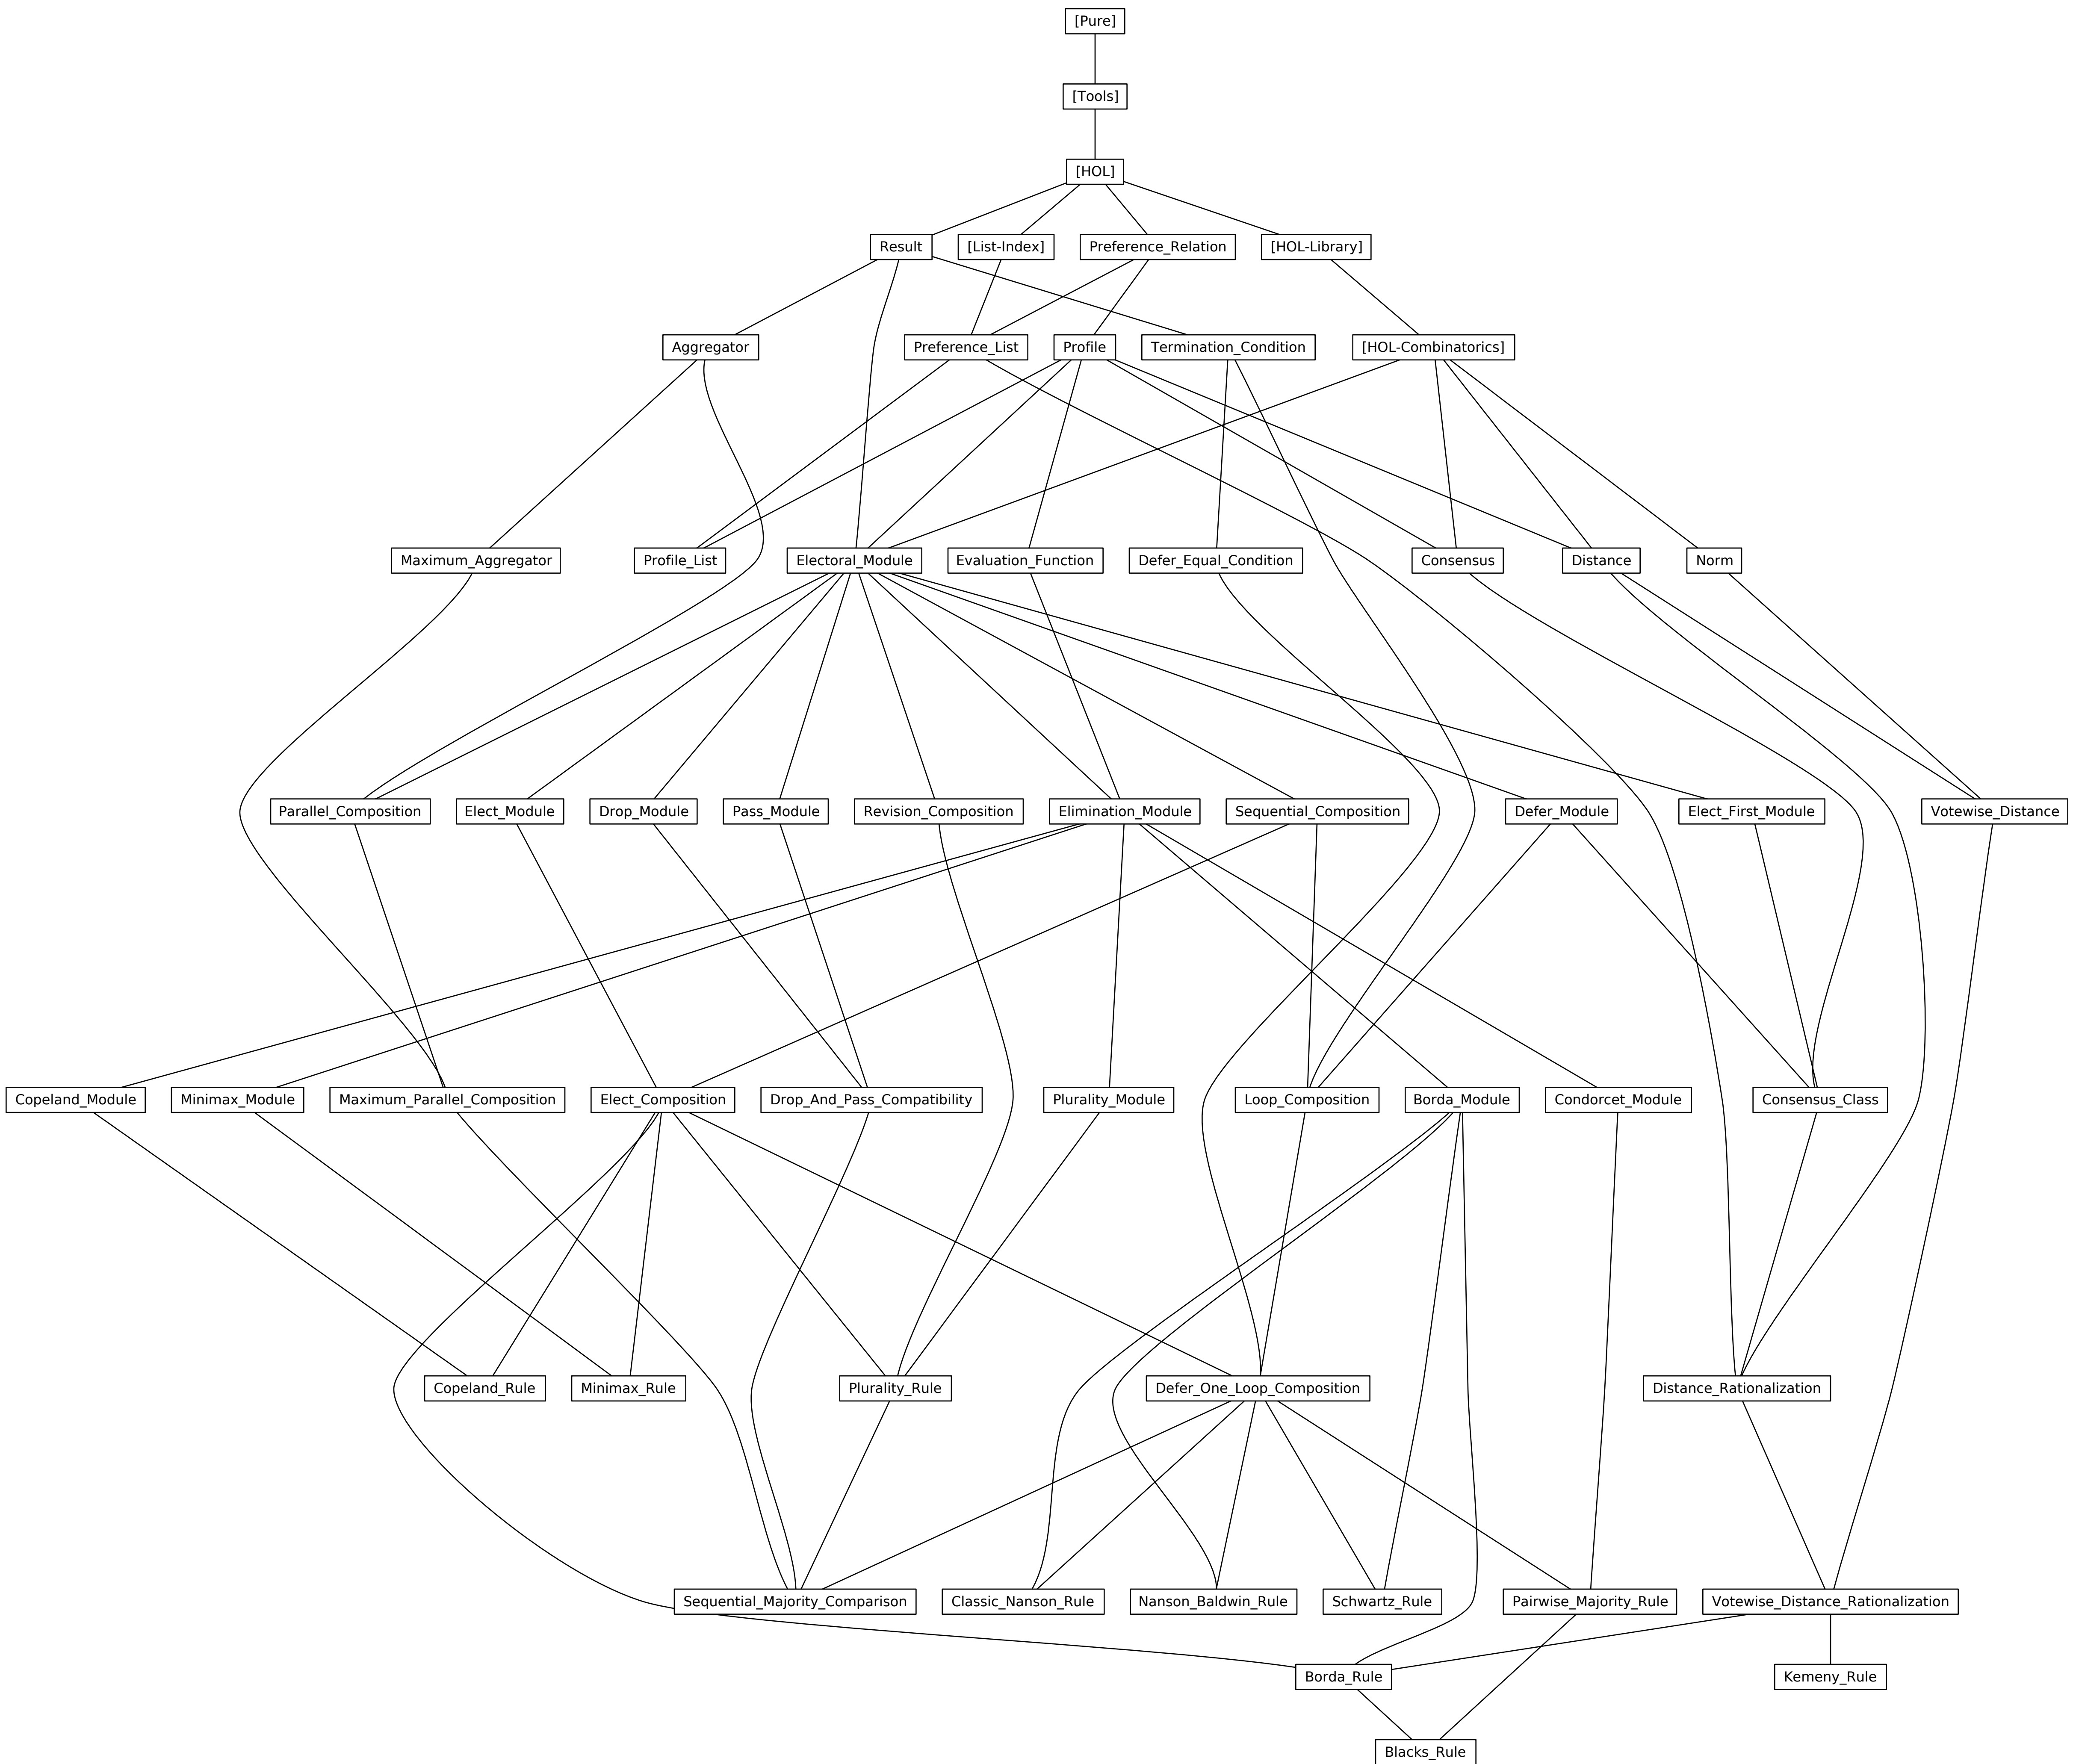 [Pure]
[Tools]
[HOL]
Result
[List-Index]
Preference_Relation
[HOL-Library]
Aggregator
Preference_List
Profile
Termination_Condition
[HOL-Combinatorics]
Maximum_Aggregator
Profile_List
Electoral_Module
Evaluation_Function
Defer_Equal_Condition
Consensus
Distance
Norm
Parallel_Composition
Elect_Module
Drop_Module
Pass_Module
Revision_Composition
Elimination_Module
Sequential_Composition
Defer_Module
Elect_First_Module
Votewise_Distance
Copeland_Module
Minimax_Module
Maximum_Parallel_Composition
Elect_Composition
Drop_And_Pass_Compatibility
Plurality_Module
Loop_Composition
Borda_Module
Condorcet_Module
Consensus_Class
Copeland_Rule
Minimax_Rule
Plurality_Rule
Defer_One_Loop_Composition
Distance_Rationalization
Sequential_Majority_Comparison
Classic_Nanson_Rule
Nanson_Baldwin_Rule
Schwartz_Rule
Pairwise_Majority_Rule
Votewise_Distance_Rationalization
Borda_Rule
Kemeny_Rule
Blacks_Rule